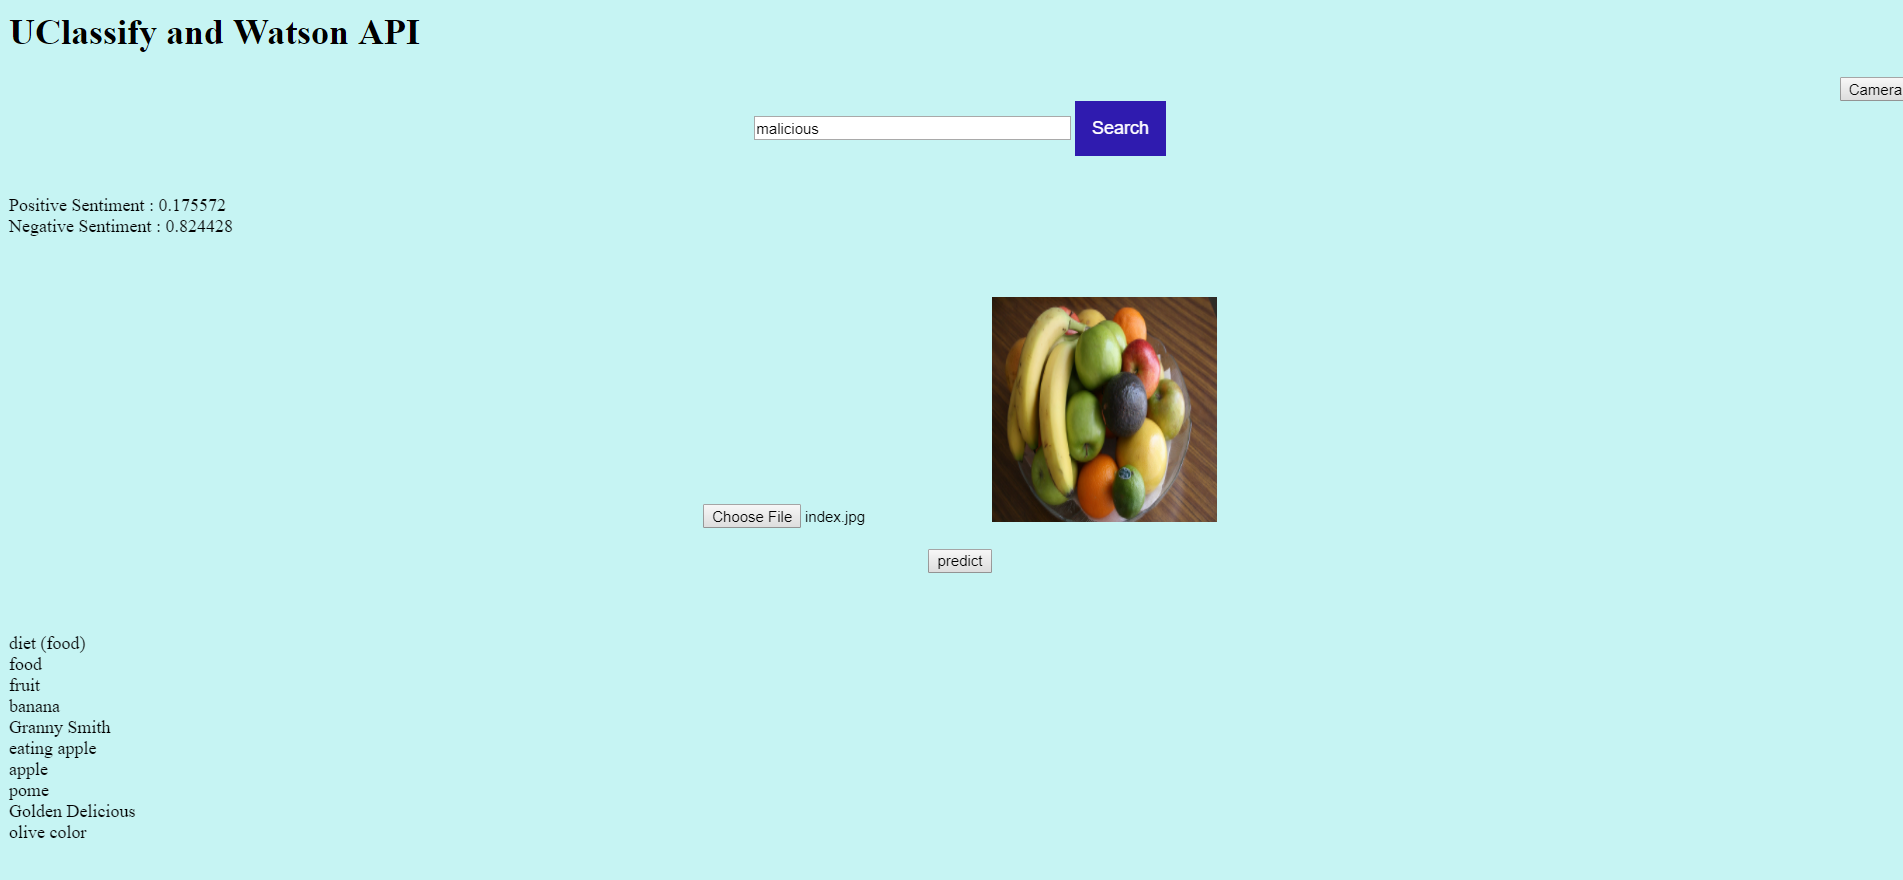 UClassify and Watson API
Camera
malicious Search
Positive Sentiment : 0.175572
Negative Sentiment : 0.824428
Choose File index.jpg
predict
diet (food)
food
fruit
banana
Granny Smith
eating apple
apple
pome
Golden Delicious
olive color